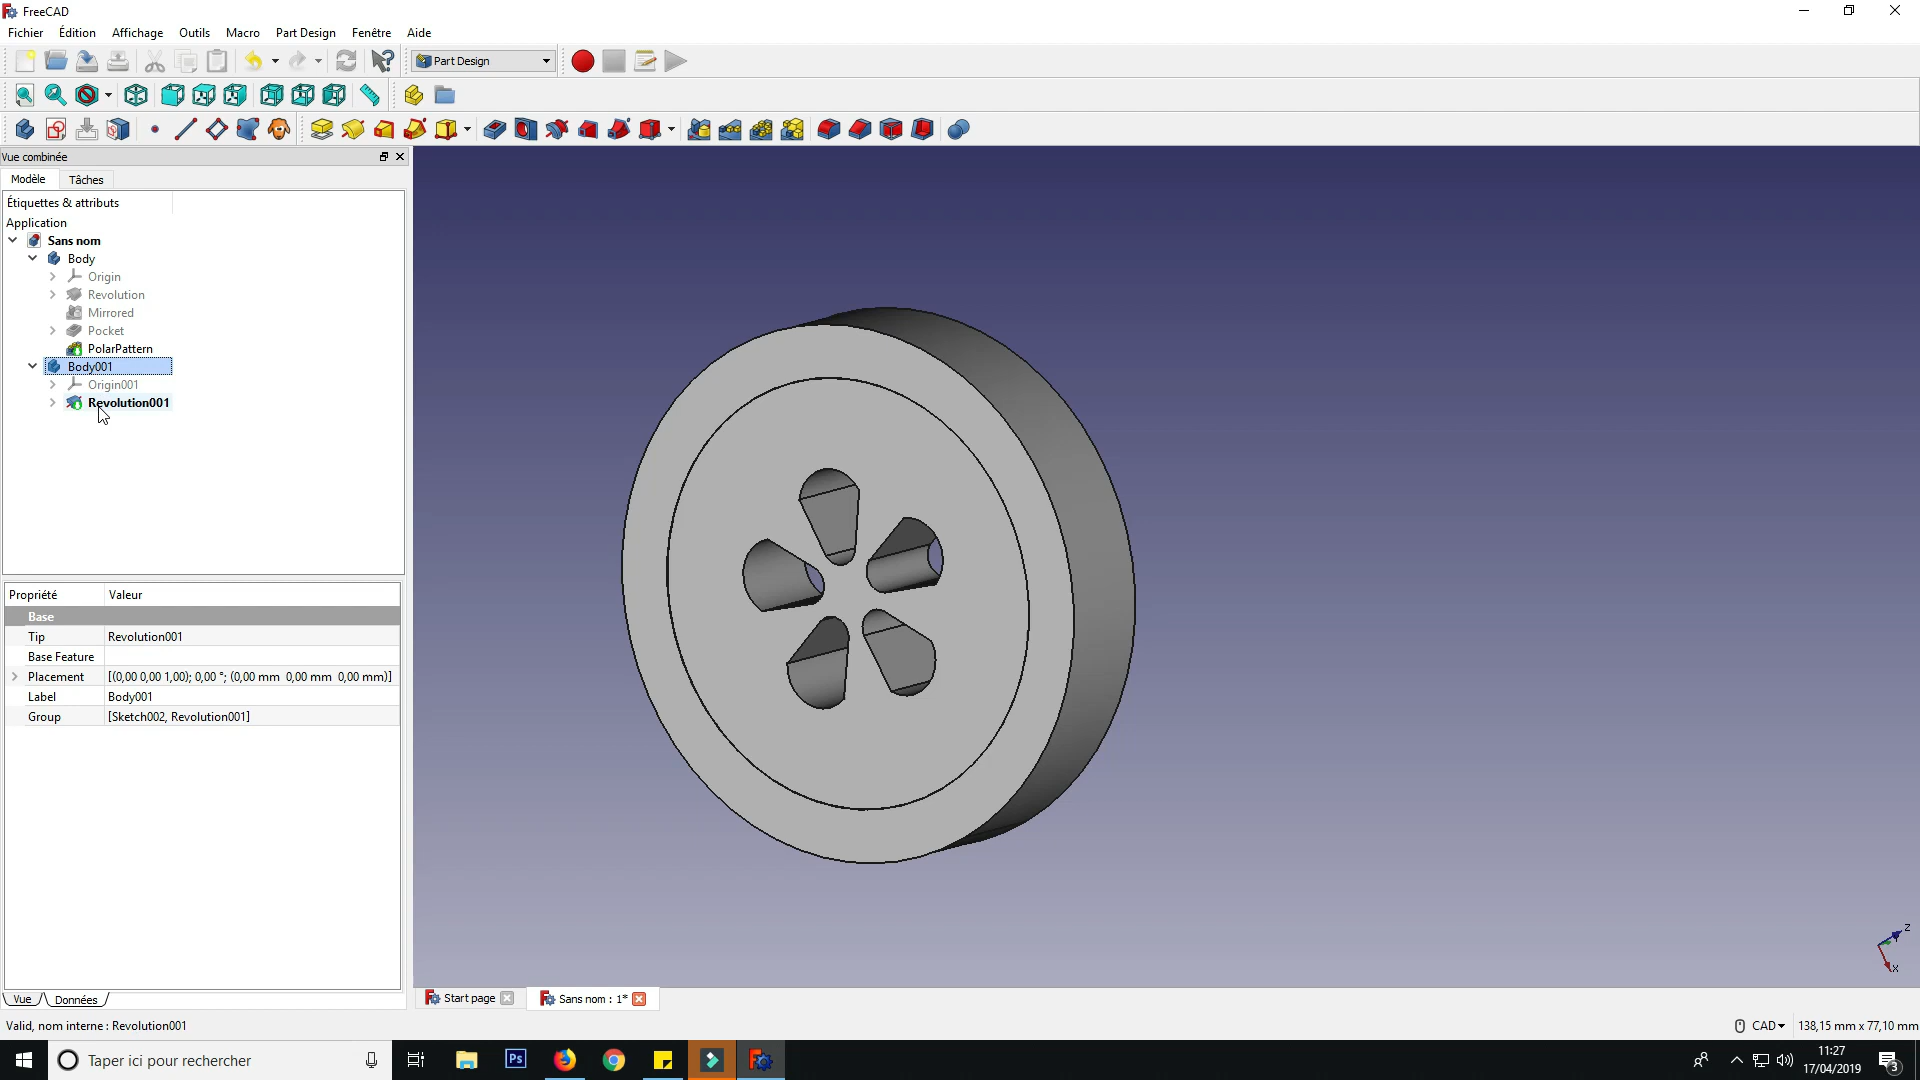 FreeCAD
Fichier Édition Affichage Outils Macro Part Design Fenêtre Aide
Part Design
Vue combinée
Modèle Tâches
Étiquettes & attributs
Application
Sans nom
Body
Origin
Revolution
Mirrored
Pocket
PolarPattern
Body001
Origin001
Revolution001
Propriété Valeur
Base
Tip Revolution001
Base Feature
Placement [(0,00 0,00 1,00); 0,00 °; (0,00 mm 0,00 mm 0,00 mm)]
Label Body001
Group [Sketch002, Revolution001]
Z
X
Vue Données
Start page Sans nom : 1*
Valid, nom interne : Revolution001
CAD 138,15 mm x 77,10 mm
Taper ici pour rechercher
Ps
11:27
17/04/2019
3